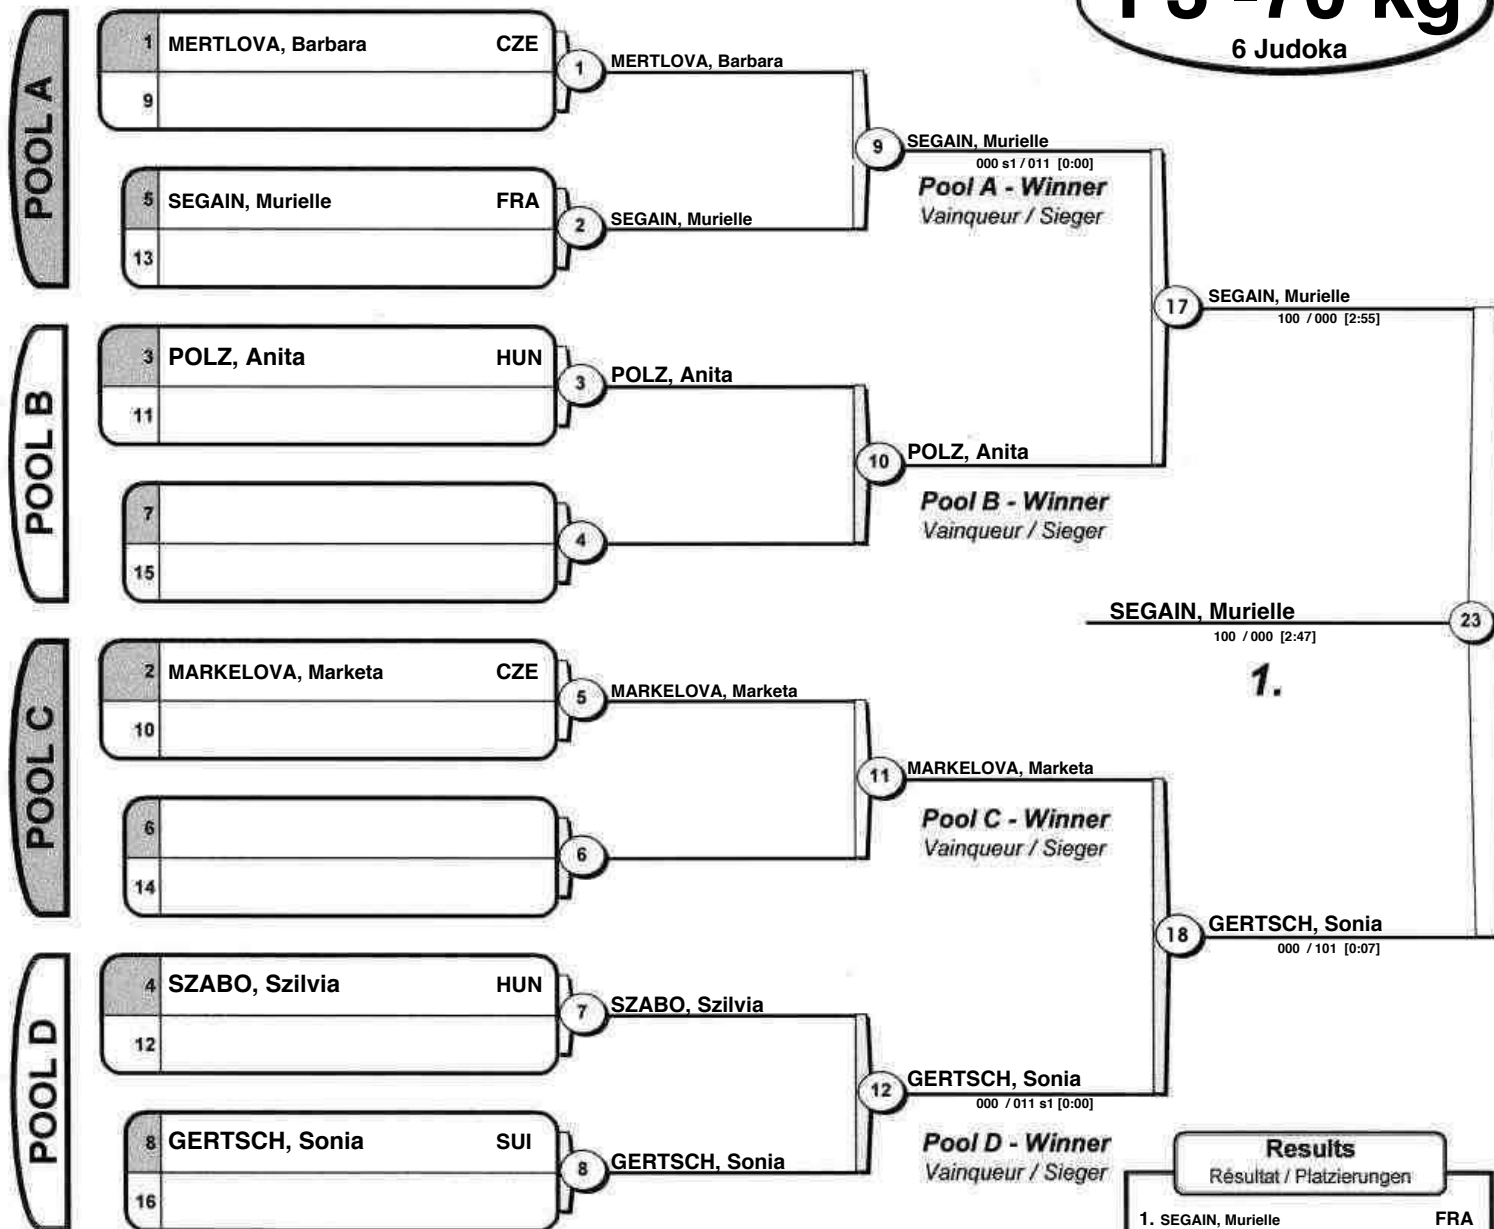 F3 -70 kg
6 Judoka
POOL A
1 MERTLOVA, Barbara CZE
9
1 MERTLOVA, Barbara
5 SEGAIN, Murielle FRA
13
2 SEGAIN, Murielle
9 SEGAIN, Murielle
000 s1 / 011 [0:00]
Pool A - Winner
Vainqueur / Sieger
POOL B
3 POLZ, Anita HUN
11
3 POLZ, Anita
7
15
4
10 POLZ, Anita
Pool B - Winner
Vainqueur / Sieger
17 SEGAIN, Murielle
100 / 000 [2:55]
SEGAIN, Murielle 23
100 / 000 [2:47]
1.
POOL C
2 MARKELOVA, Marketa CZE
10
5 MARKELOVA, Marketa
6
14
6
11 MARKELOVA, Marketa
Pool C - Winner
Vainqueur / Sieger
18 GERTSCH, Sonia
000 / 101 [0:07]
POOL D
4 SZABO, Szilvia HUN
12
7 SZABO, Szilvia
8 GERTSCH, Sonia SUI
16
8 GERTSCH, Sonia
12 GERTSCH, Sonia
000 / 011 s1 [0:00]
Pool D - Winner
Vainqueur / Sieger
Results
Résultat / Platzierungen
1. SEGAIN, Murielle FRA